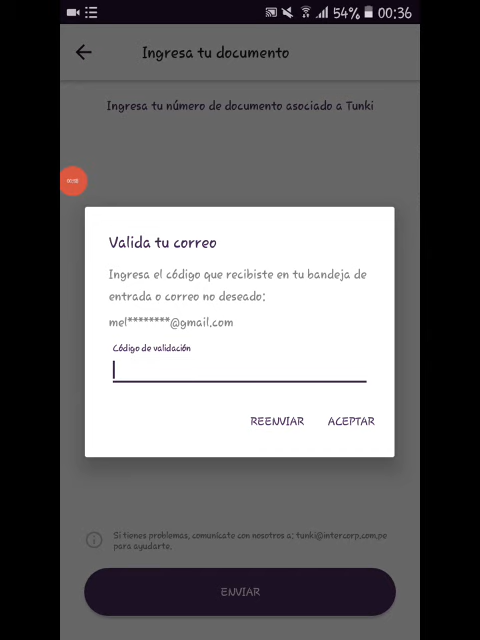 54% 00:36
Ingresa tu documento
Ingresa tu número de documento asociado a Tunki
Valida tu correo
Ingresa el código que recibiste en tu bandeja de
entrada o correo no deseado:
mel********@gmail.com
Código de validación
REENVIAR ACEPTAR
Si tienes problemas, comunícate con nosotros a: tunki@intercorp.com.pe
para ayudarte.
ENVIAR